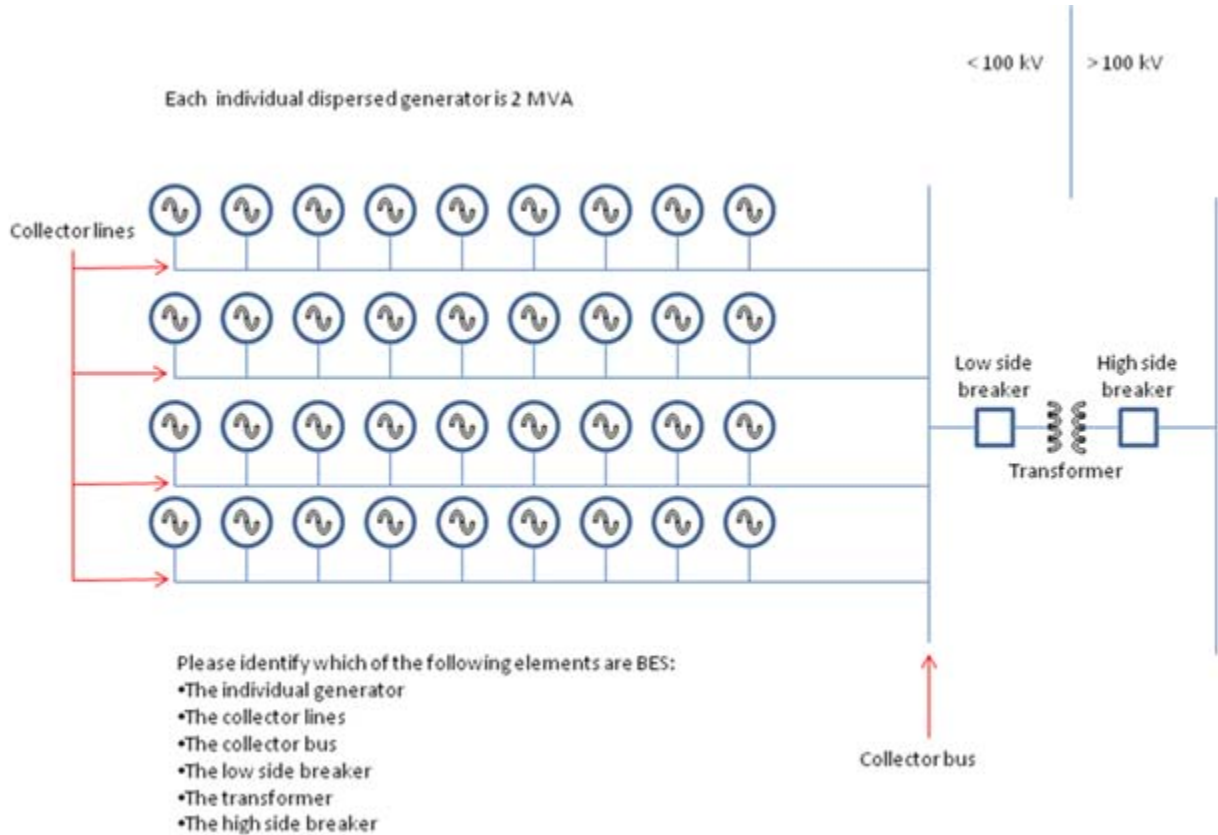 < 100 kV
> 100 kV
Each individual dispersed generator is 2 MVA
Collector lines
Low side
breaker
High side
breaker
Transformer
Please identify which of the following elements are BES:
•The individual generator
•The collector lines
•The collector bus
•The low side breaker
•The transformer
•The high side breaker
Collector bus